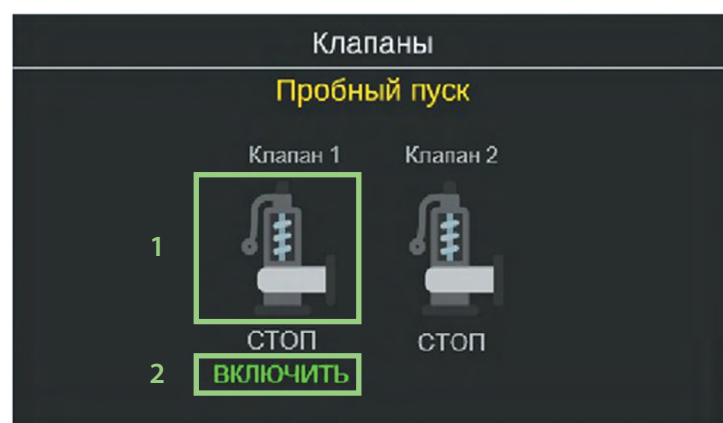 Клапаны
Пробный пуск
Клапан 1 Клапан 2
1
СТОП СТОП
2 ВКЛЮЧИТЬ